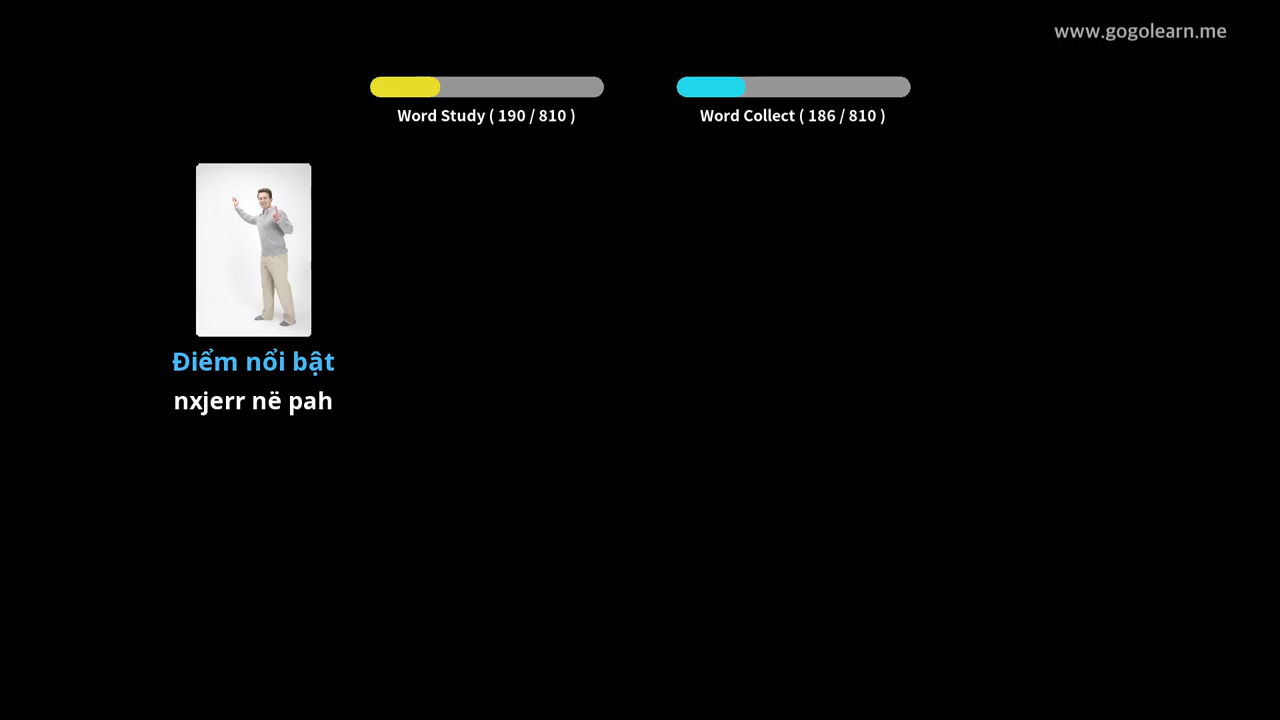 www.gogolearn.me
Word Study ( 190 / 810 )
Word Collect ( 186 / 810 )
Điểm nổi bật
nxjerr në pah